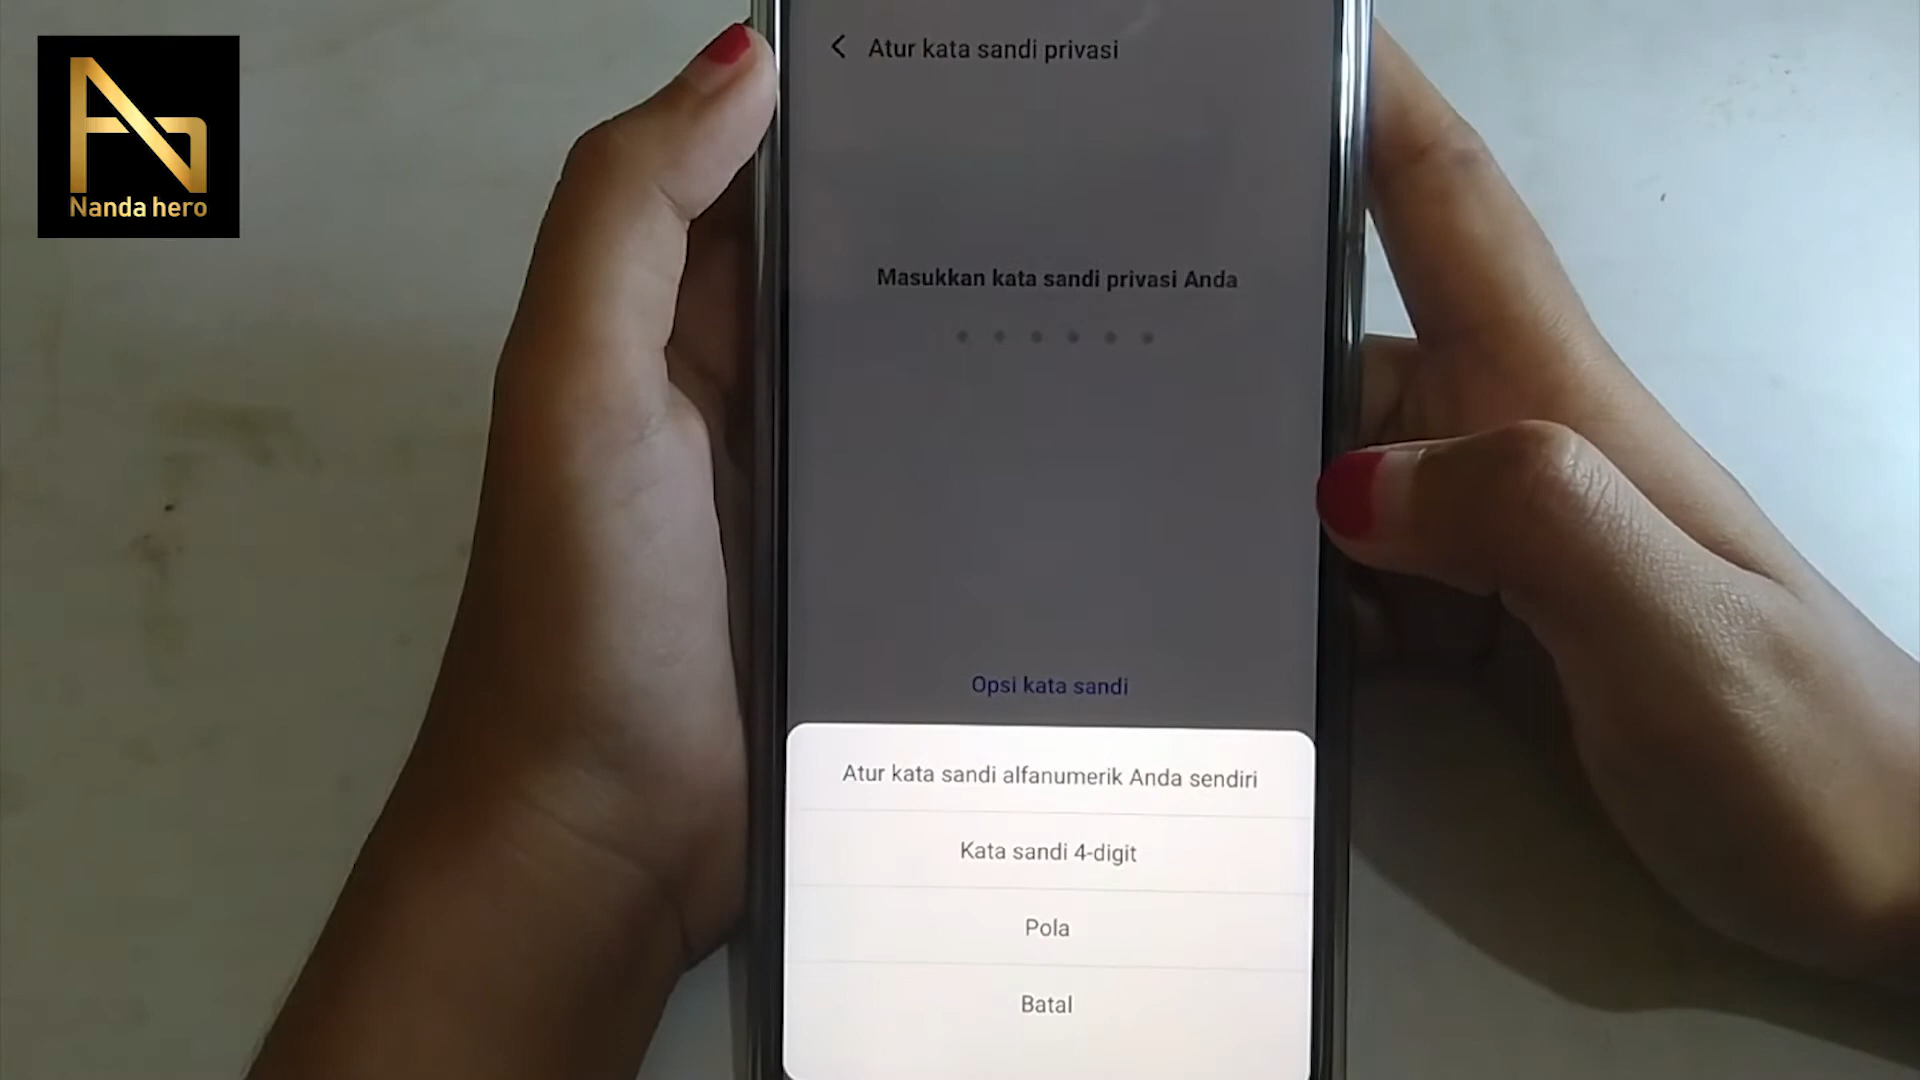 Nanda hero
Atur kata sandi privasi
Masukkan kata sandi privasi Anda
Opsi kata sandi
Atur kata sandi alfanumerik Anda sendiri
Kata sandi 4-digit
Pola
Batal